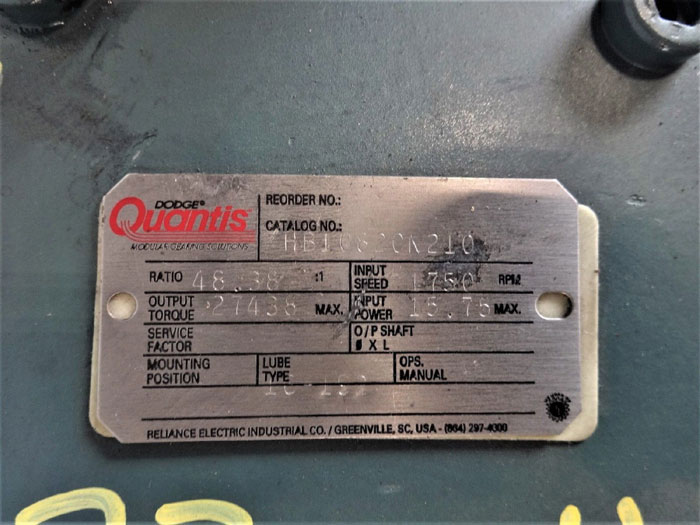 DODGE®
Quantis
MODULAR GEARING SOLUTIONS
REORDER NO.:
CATALOG NO.:
RATIO 48.38 :1 INPUT SPEED 1750 RPM
OUTPUT TORQUE 27438 MAX. INPUT POWER 15.75 MAX.
SERVICE FACTOR O/P SHAFT Ø X L
MOUNTING POSITION LUBE TYPE OPS. MANUAL
RELIANCE ELECTRIC INDUSTRIAL CO. / GREENVILLE, SC, USA - (864) 297-4800